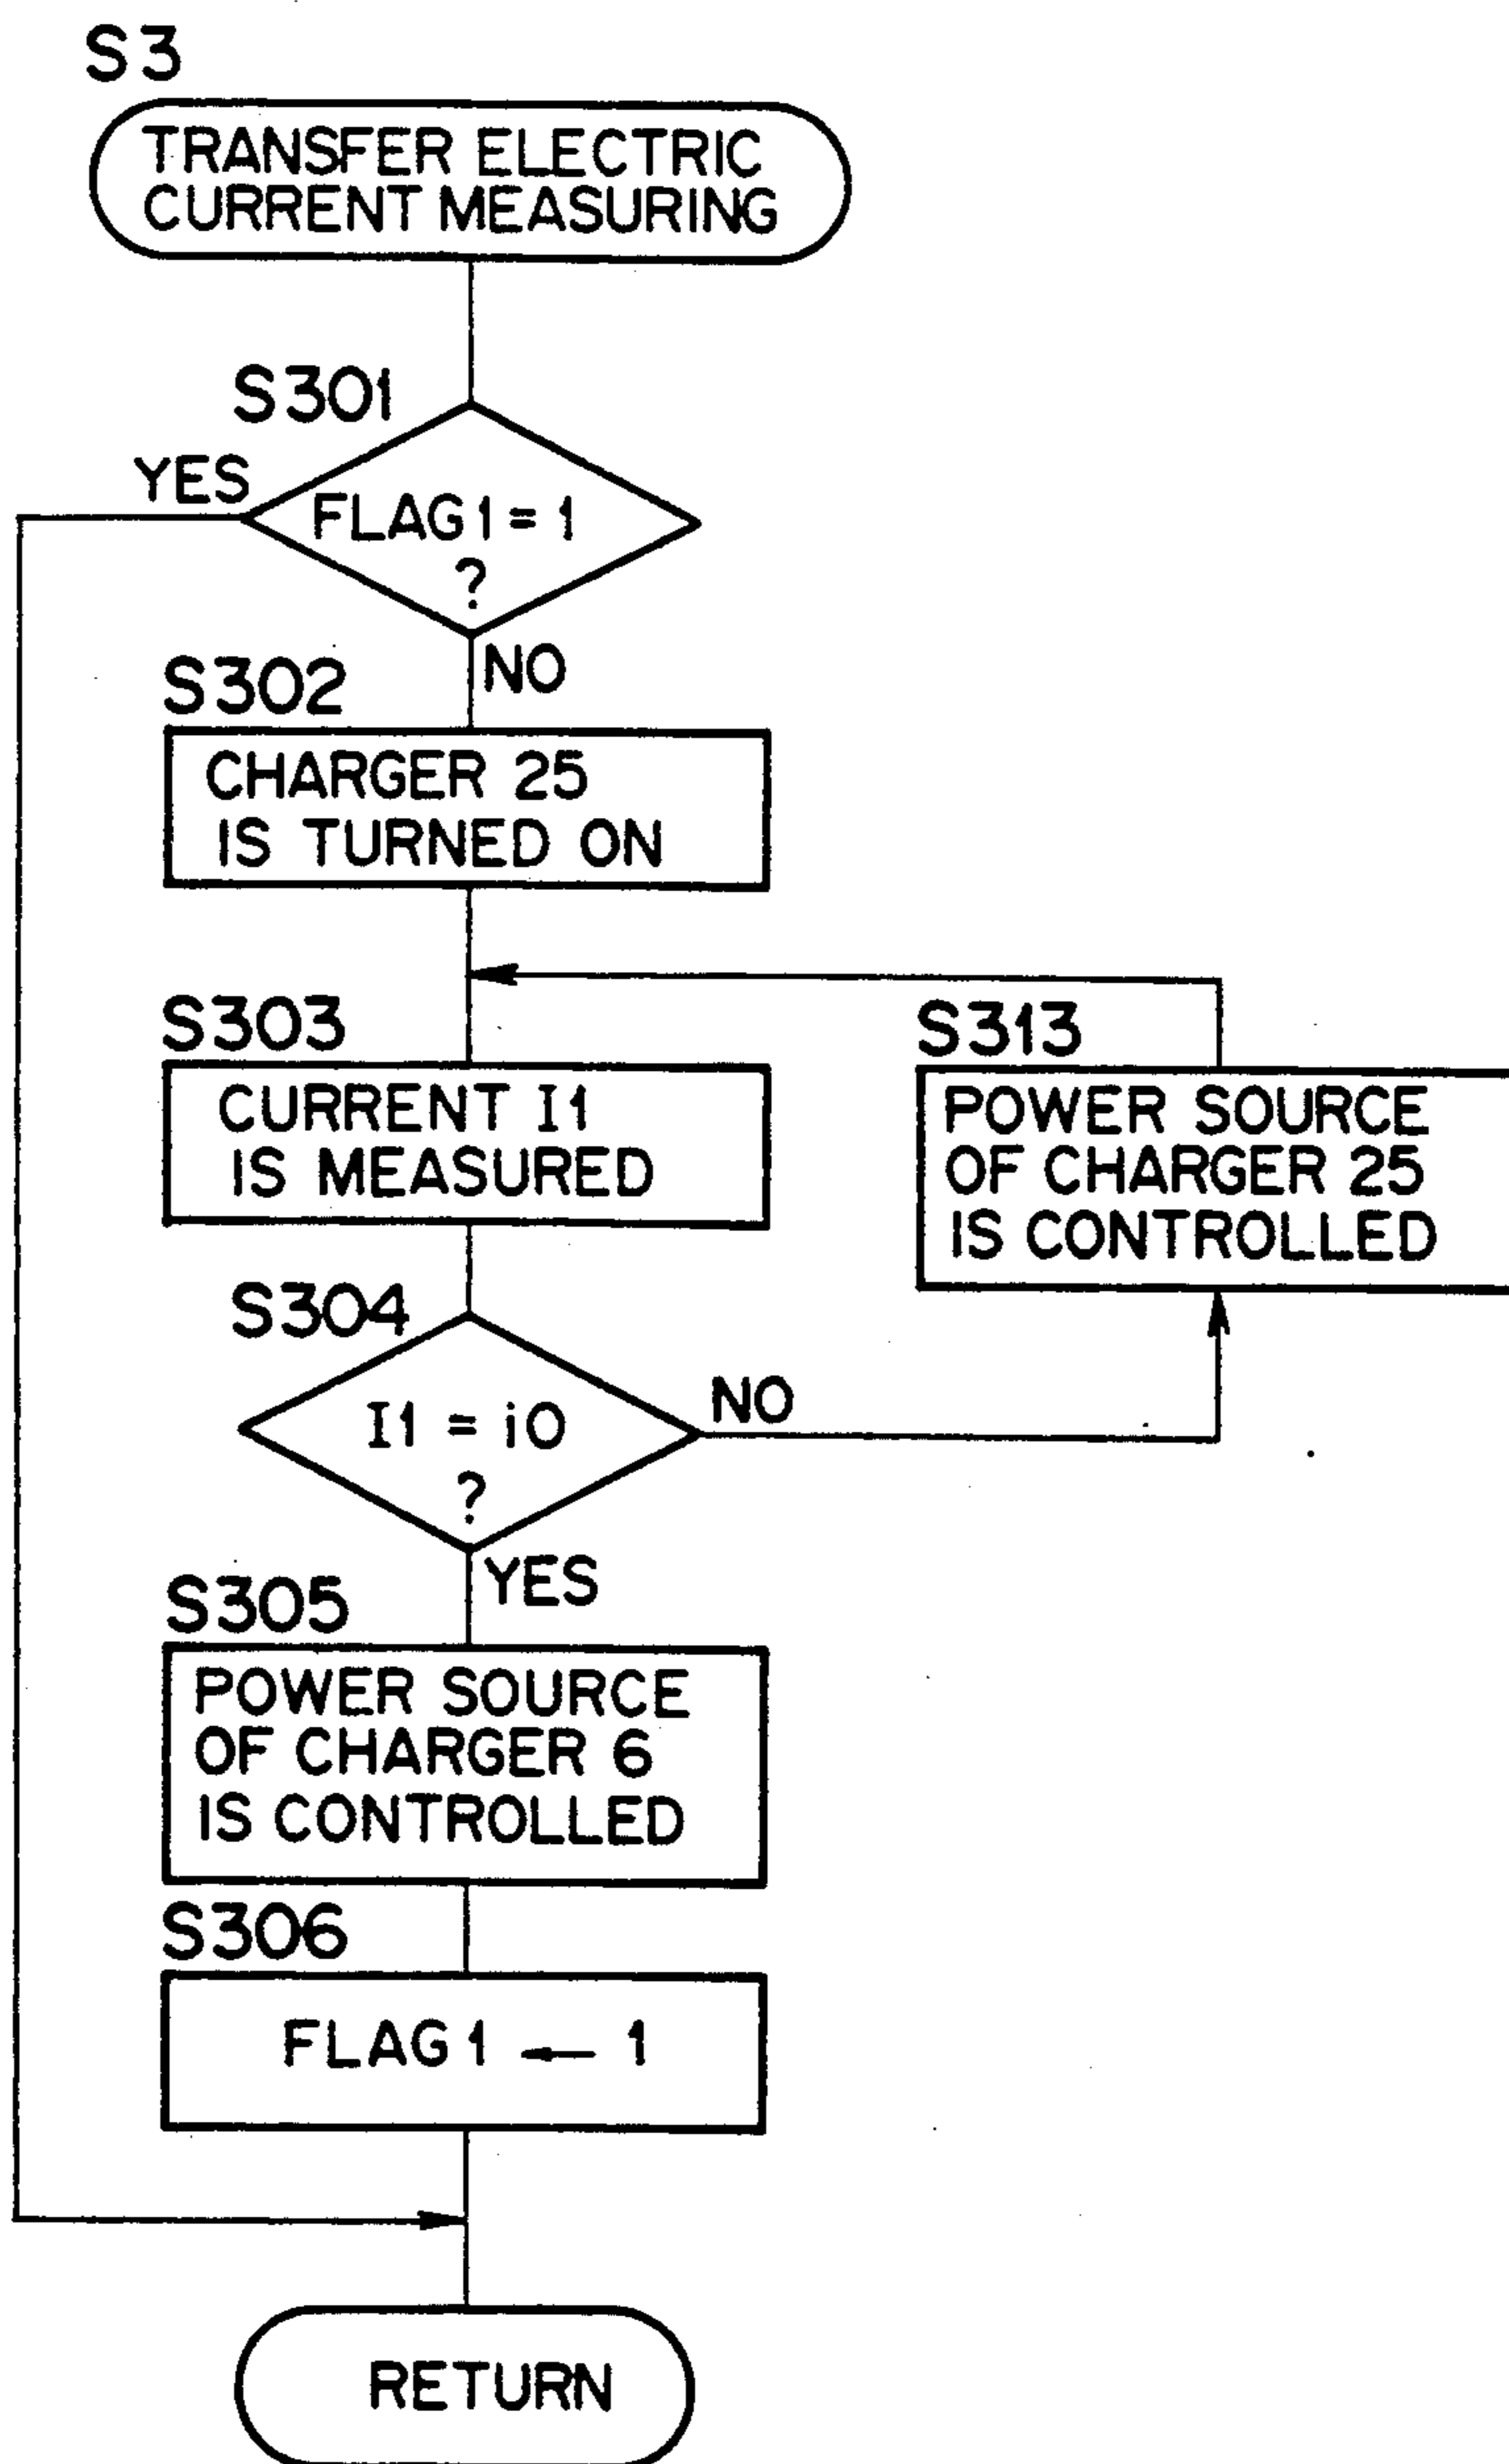 S3
TRANSFER ELECTRIC
CURRENT MEASURING
S301
YES
FLAG1 = 1
?
NO
S302
CHARGER 25
IS TURNED ON
S303
CURRENT I1
IS MEASURED
S313
POWER SOURCE
OF CHARGER 25
IS CONTROLLED
S304
I1 = i0
?
NO
YES
S305
POWER SOURCE
OF CHARGER 6
IS CONTROLLED
S306
FLAG1 ← 1
RETURN